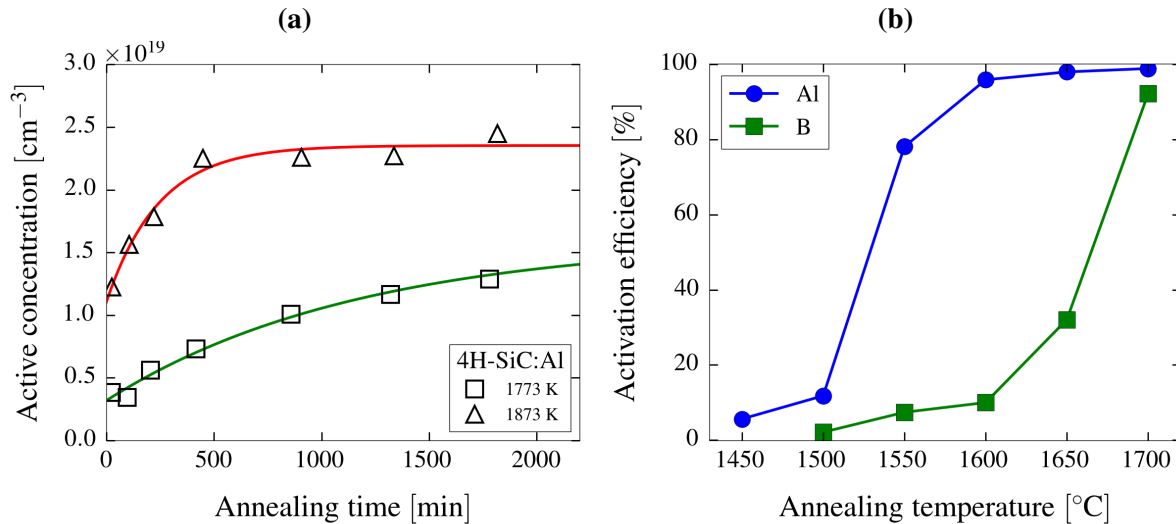 (a)
×10¹⁹
Active concentration [cm⁻³]
3.0
2.5
2.0
1.5
1.0
0.5
0.0
0
500
1000
1500
2000
Annealing time [min]
4H-SiC:Al
1773 K
1873 K
(b)
Activation efficiency [%]
100
80
60
40
20
0
1450
1500
1550
1600
1650
1700
Annealing temperature [°C]
Al
B